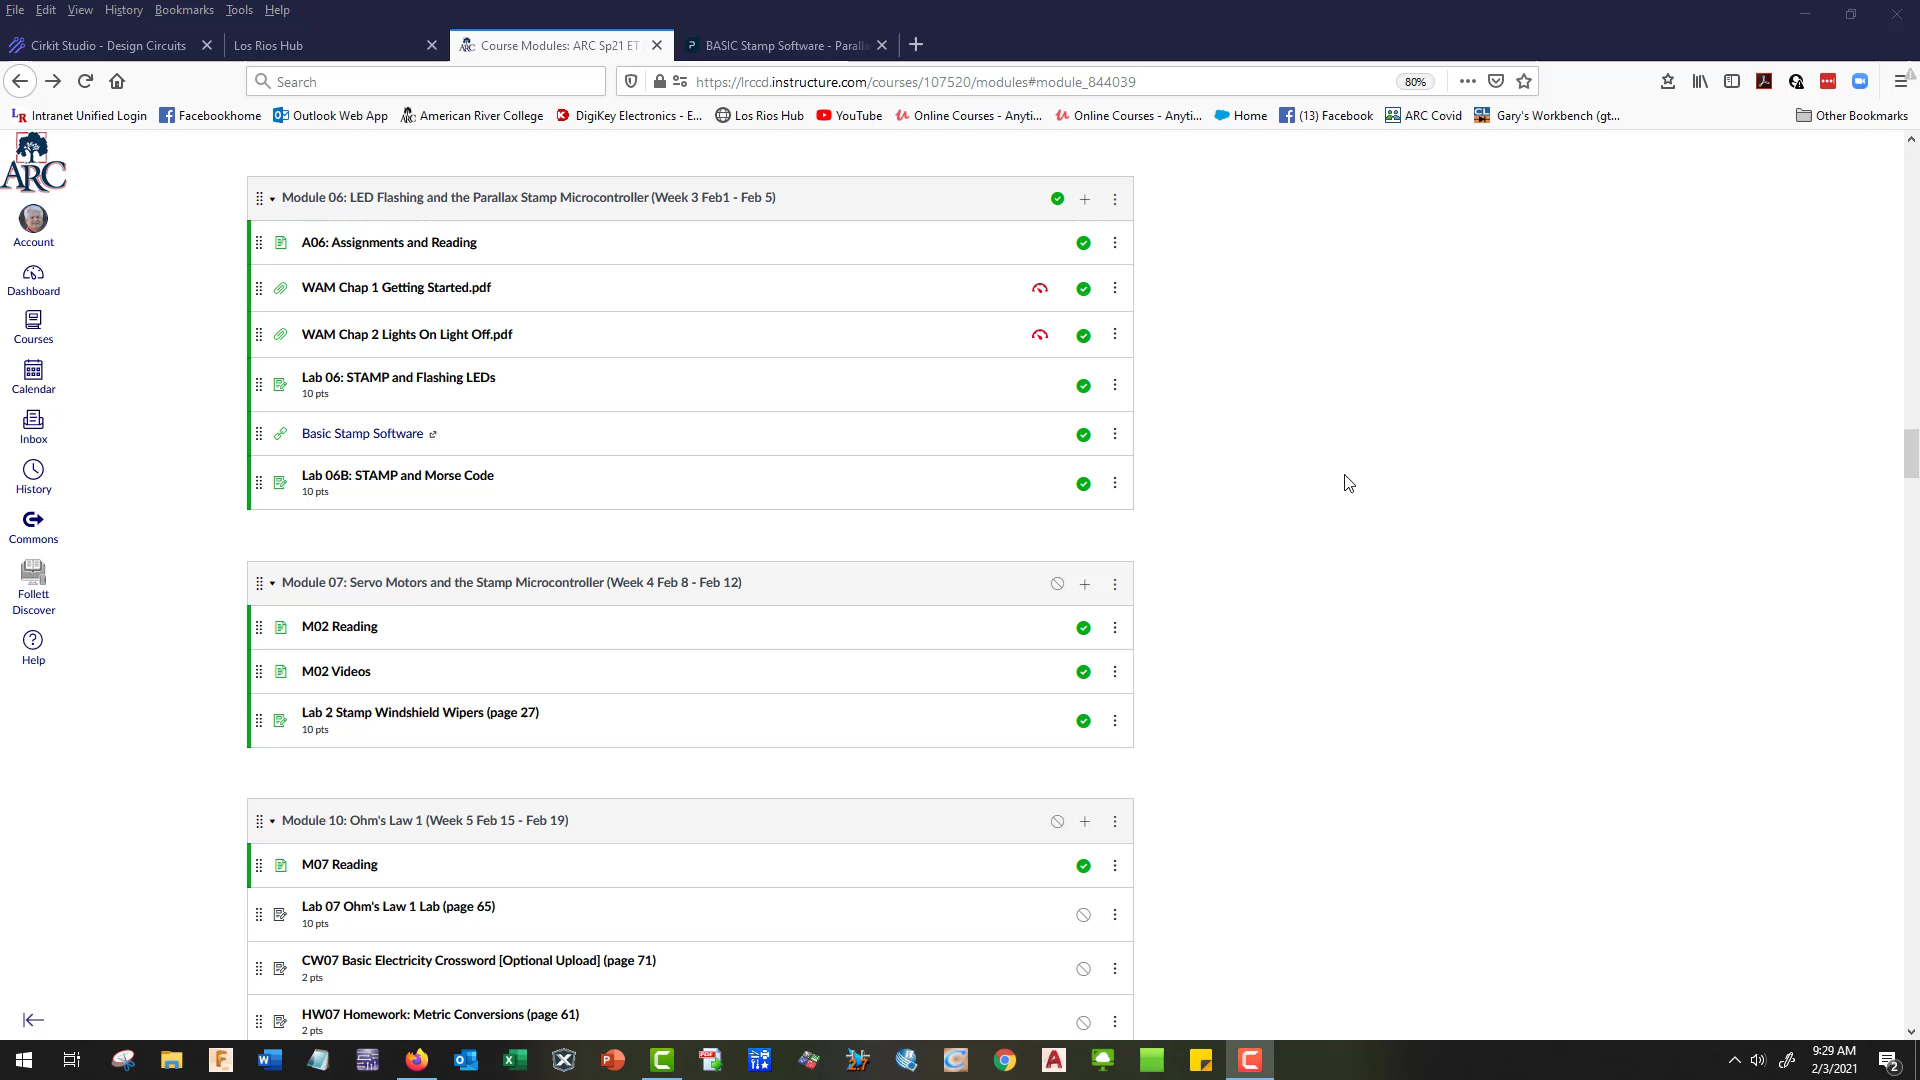 File Edit View History Bookmarks Tools Help
Cirkit Studio - Design Circuits
Los Rios Hub
Course Modules: ARC Sp21 ET
BASIC Stamp Software - Paralla
Search
https://lrccd.instructure.com/courses/107520/modules#module_844039
80%
Intranet Unified Login Facebookhome Outlook Web App American River College DigiKey Electronics - E... Los Rios Hub YouTube Online Courses - Anyti... Online Courses - Anyti... Home (13) Facebook ARC Covid Gary's Workbench (gt... Other Bookmarks
ARC
Account
Dashboard
Courses
Calendar
Inbox
History
Commons
Follett
Discover
Help
Module 06: LED Flashing and the Parallax Stamp Microcontroller (Week 3 Feb1 - Feb 5)
A06: Assignments and Reading
WAM Chap 1 Getting Started.pdf
WAM Chap 2 Lights On Light Off.pdf
Lab 06: STAMP and Flashing LEDs
10 pts
Basic Stamp Software
Lab 06B: STAMP and Morse Code
10 pts
Module 07: Servo Motors and the Stamp Microcontroller (Week 4 Feb 8 - Feb 12)
M02 Reading
M02 Videos
Lab 2 Stamp Windshield Wipers (page 27)
10 pts
Module 10: Ohm's Law 1 (Week 5 Feb 15 - Feb 19)
M07 Reading
Lab 07 Ohm's Law 1 Lab (page 65)
10 pts
CW07 Basic Electricity Crossword [Optional Upload] (page 71)
2 pts
HW07 Homework: Metric Conversions (page 61)
2 pts
9:29 AM
2/3/2021
2